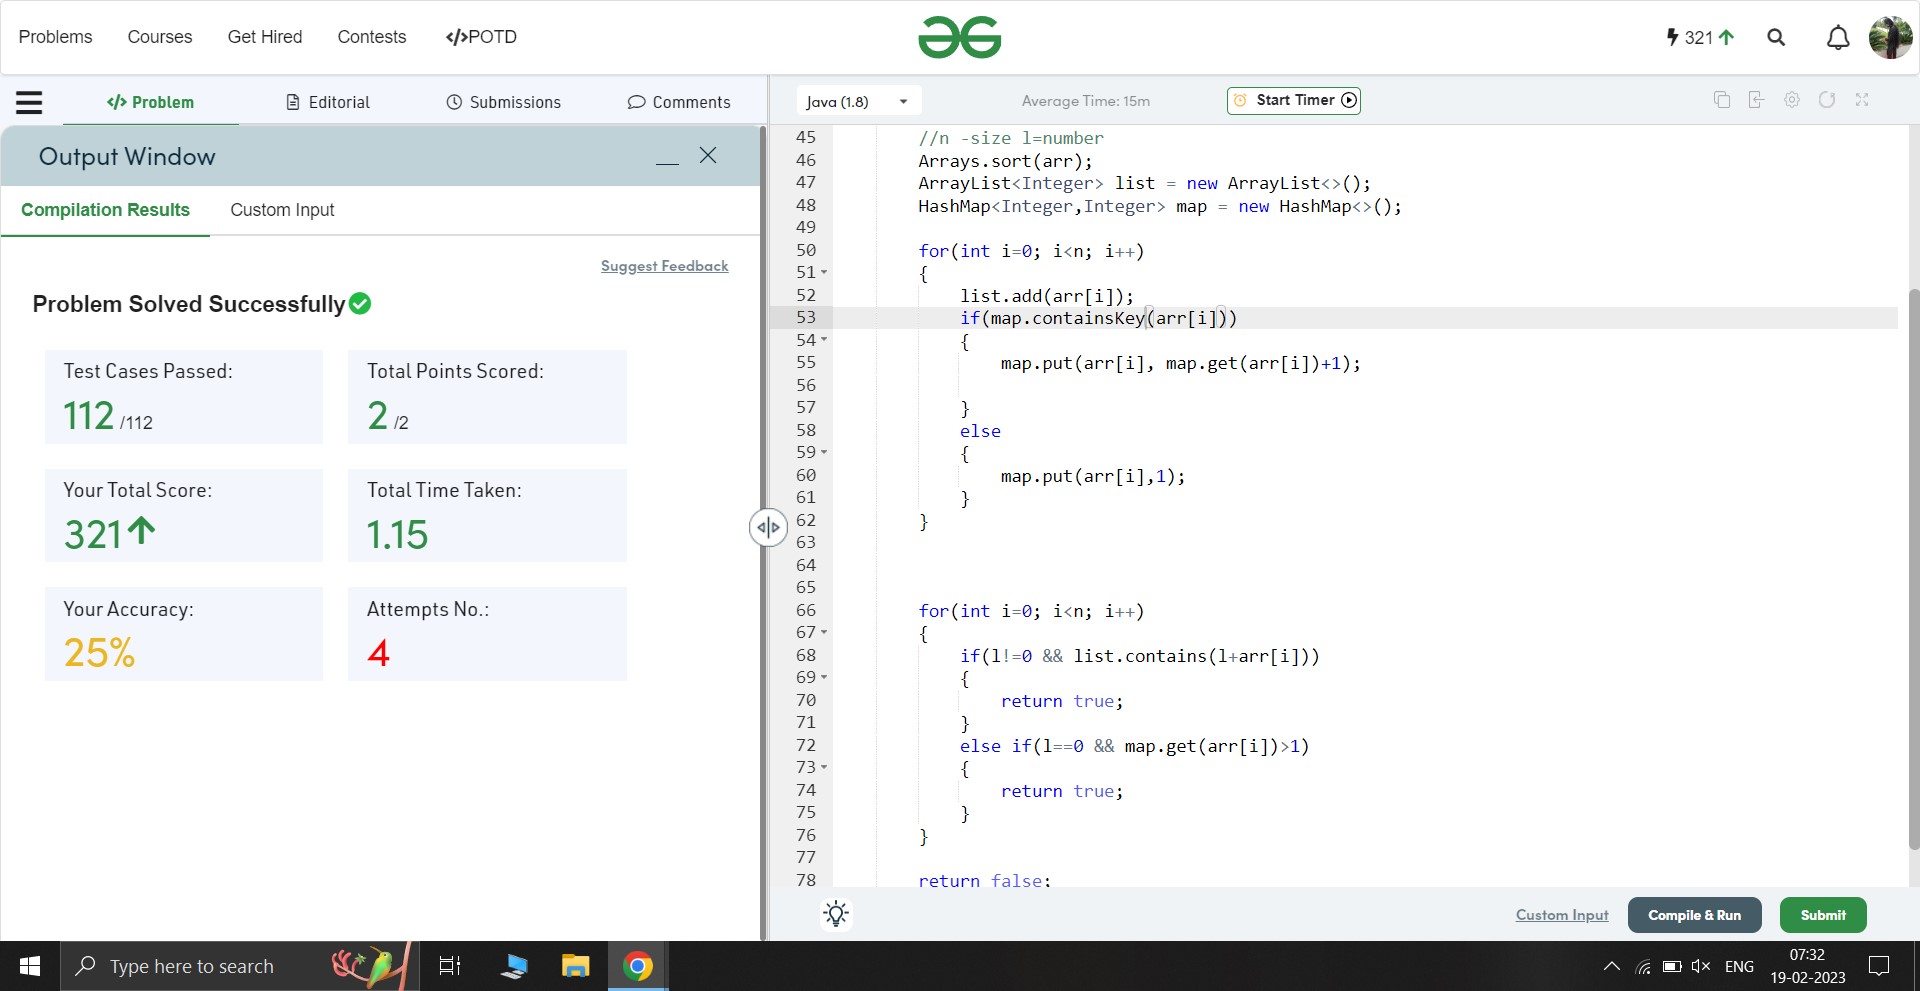 Problems Courses Get Hired Contests </>POTD
321
Problem Editorial Submissions Comments
Output Window
Compilation Results Custom Input
Suggest Feedback
Problem Solved Successfully
Test Cases Passed: Total Points Scored:
112 /112 2 /2
Your Total Score: Total Time Taken:
321 1.15
Your Accuracy: Attempts No.:
25% 4
Java (1.8) Average Time: 15m Start Timer
45 //n -size l=number
46 Arrays.sort(arr);
47 ArrayList<Integer> list = new ArrayList<>();
48 HashMap<Integer,Integer> map = new HashMap<>();
49
50 for(int i=0; i<n; i++)
51 {
52 list.add(arr[i]);
53 if(map.containsKey(arr[i]))
54 {
55 map.put(arr[i], map.get(arr[i])+1);
56
57 }
58 else
59 {
60 map.put(arr[i],1);
61 }
62 }
63
64
65
66 for(int i=0; i<n; i++)
67 {
68 if(l!=0 && list.contains(l+arr[i]))
69 {
70 return true;
71 }
72 else if(l==0 && map.get(arr[i])>1)
73 {
74 return true;
75 }
76 }
77
78 return false;
Custom Input Compile & Run Submit
Type here to search
ENG
07:32
19-02-2023